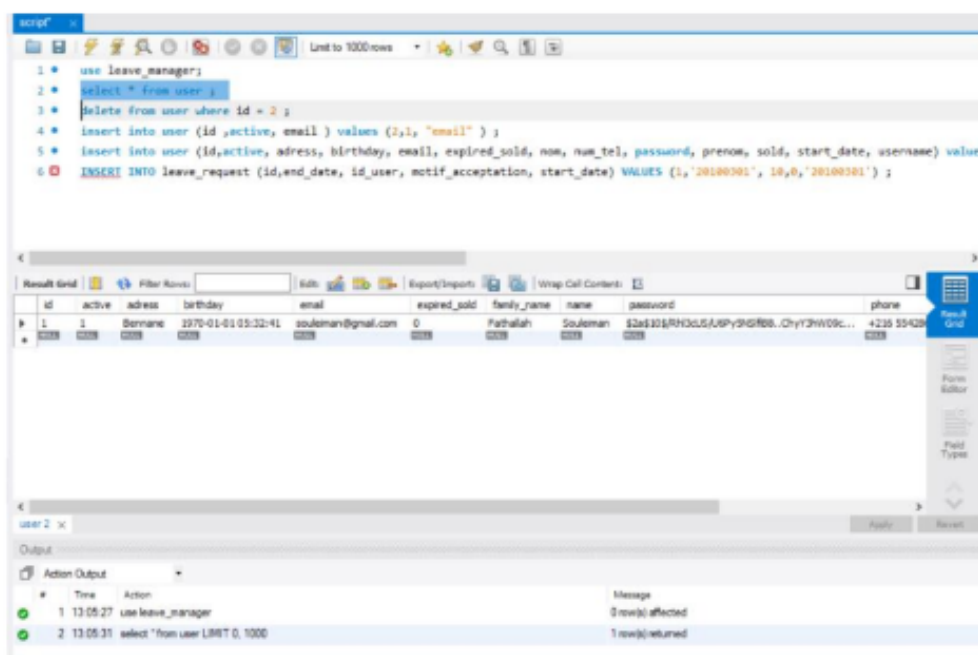 script*
Limit to 1000 rows
1 use leave_manager;
2 select * from user ;
3 delete from user where id = 2 ;
4 insert into user (id ,active, email ) values (2,1, "email" ) ;
5 insert into user (id,active, adress, birthday, email, expired_sold, nom, num_tel, password, prenom, sold, start_date, username) value
6 INSERT INTO leave_request (id,end_date, id_user, motif_acceptation, start_date) VALUES (1,'20100301', 10,0,'20100301') ;
Result Grid Filter Rows: Edit: Export/Import: Wrap Cell Content:
id active adress birthday email expired_sold family_name name password phone
1 1 Bennane 1970-01-01 05:32:41 souleiman@gmail.com 0 Fathallah Souleiman
NULL NULL NULL NULL NULL NULL NULL NULL NULL NULL
Result Grid
Form Editor
Field Types
user 2 Apply Revert
Output
Action Output
# Time Action Message
1 13:05:27 use leave_manager 0 row(s) affected
2 13:05:31 select * from user LIMIT 0, 1000 1 row(s) returned